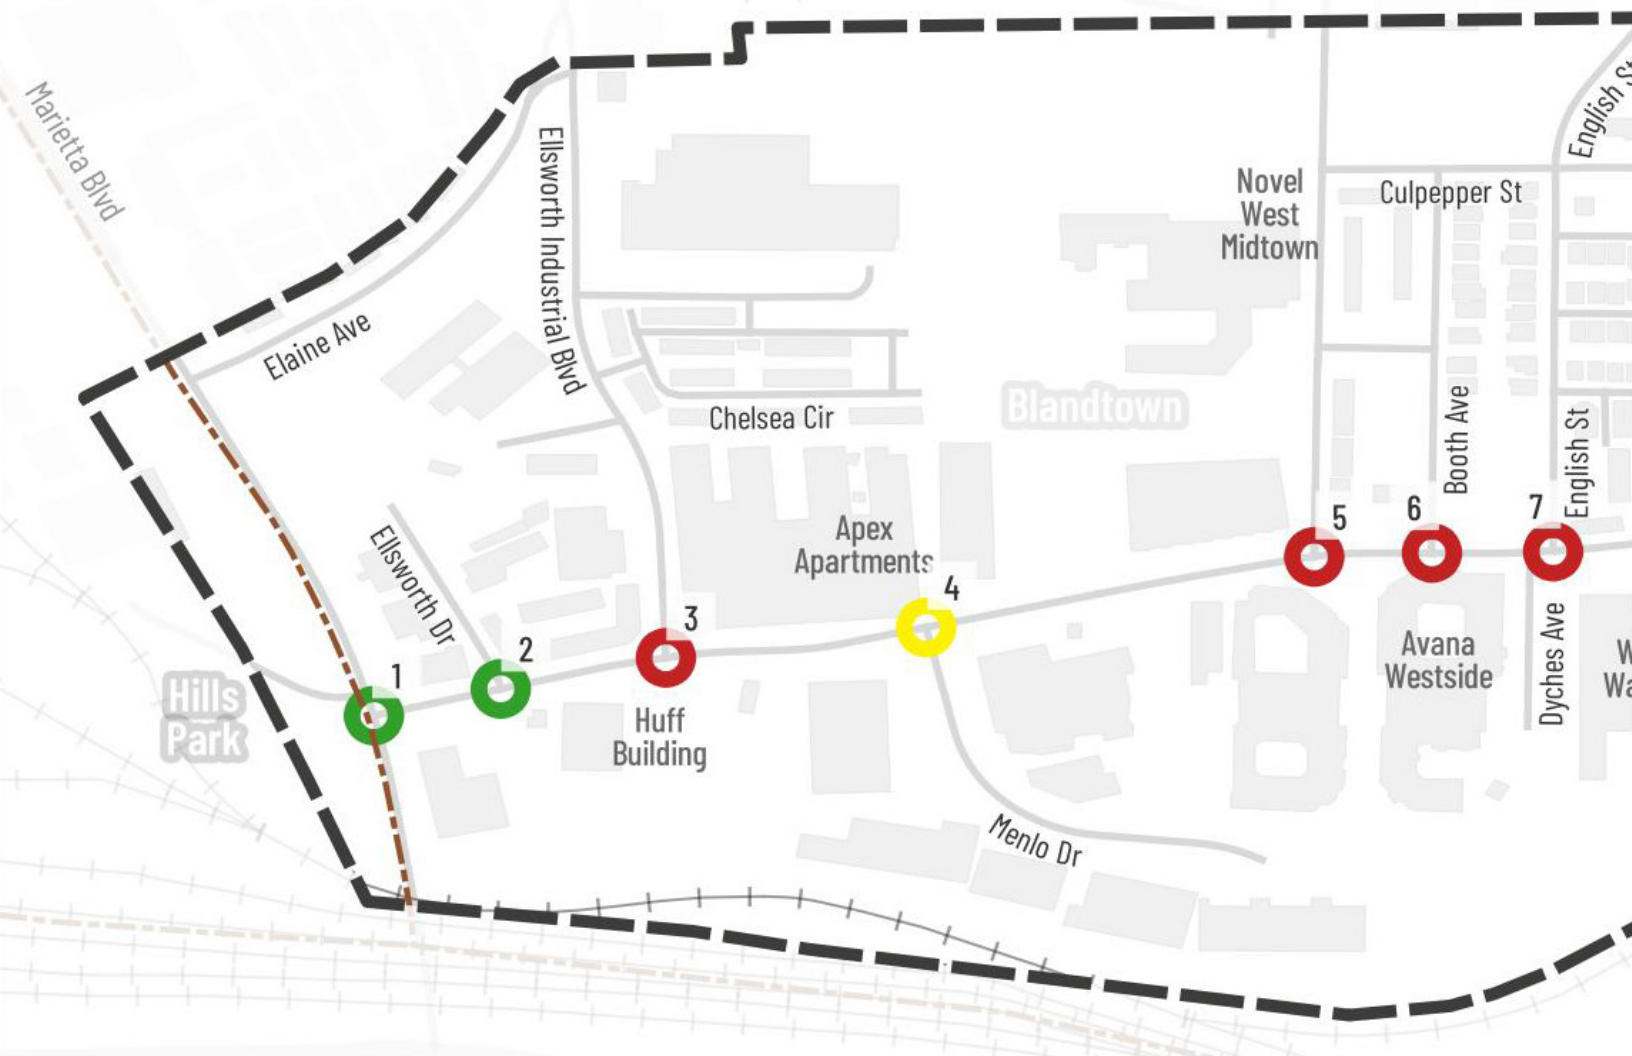 Marietta Blvd
Elaine Ave
Ellsworth Industrial Blvd
English St
Novel
West
Midtown
Culpepper St
Chelsea Cir
Blandtown
Booth Ave
English St
Ellsworth Dr
Apex
Apartments
1
2
3
4
5
6
7
Hills
Park
Huff
Building
Avana
Westside
Dyches Ave
Menlo Dr